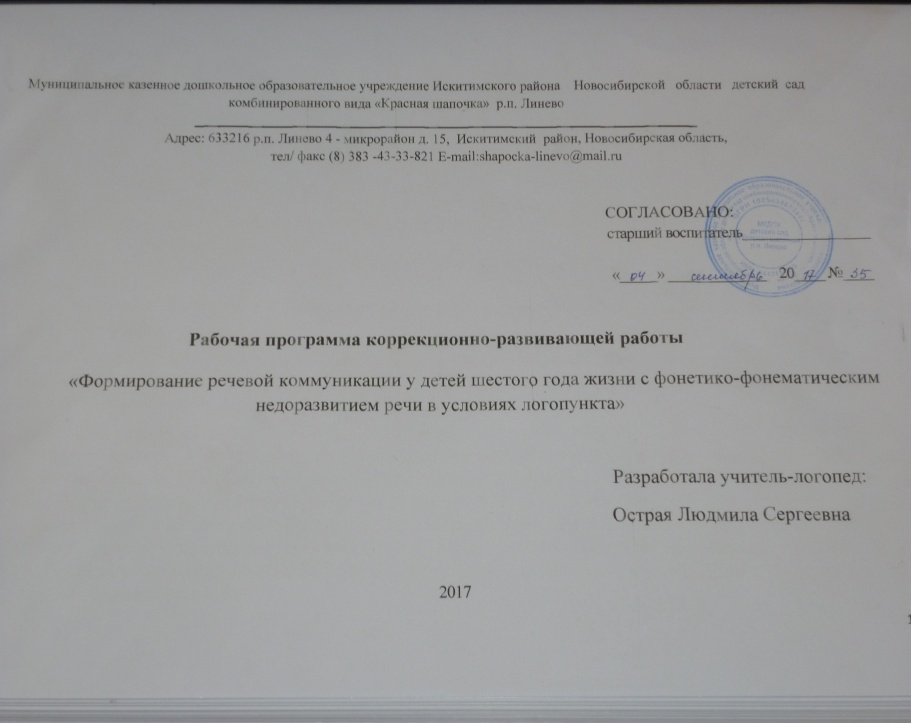 Муниципальное казенное дошкольное образовательное учреждение Искитимского района Новосибирской области детский сад
комбинированного вида «Красная шапочка» р.п. Линево
Адрес: 633216 р.п. Линево 4 - микрорайон д. 15, Искитимский район, Новосибирская область,
тел/ факс (8) 383 -43-33-821 E-mail:shapocka-linevo@mail.ru
СОГЛАСОВАНО:
старший воспитатель
« 04 » сентябрь 20 17 № 35
Рабочая программа коррекционно-развивающей работы
«Формирование речевой коммуникации у детей шестого года жизни с фонетико-фонематическим
недоразвитием речи в условиях логопункта»
Разработала учитель-логопед:
Острая Людмила Сергеевна
2017